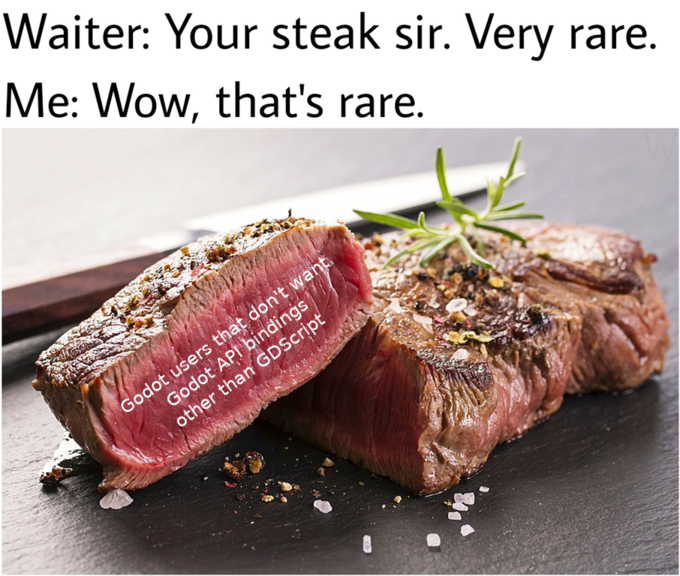 Waiter: Your steak sir. Very rare.
Me: Wow, that's rare.
Godot users that don't want
Godot API bindings
other than GDScript